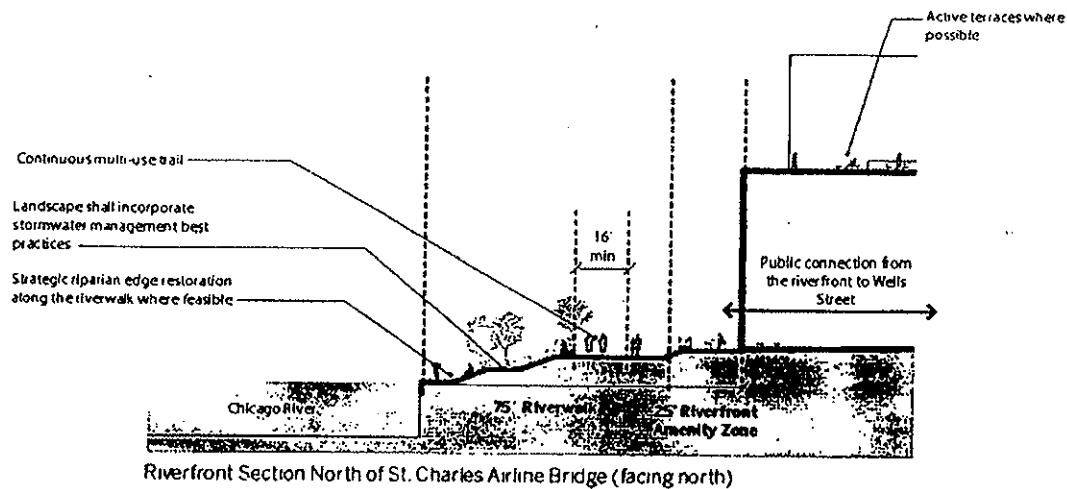 Active terraces where
possible
Continuous multi-use trail
Landscape shall incorporate
stormwater management best
practices
16'
min
Strategic riparian edge restoration
along the riverwalk where feasible
Public connection from
the riverfront to Wells
Street
Chicago River
75' Riverwalk
25' Riverfront
Amenity Zone
Riverfront Section North of St. Charles Airline Bridge (facing north)